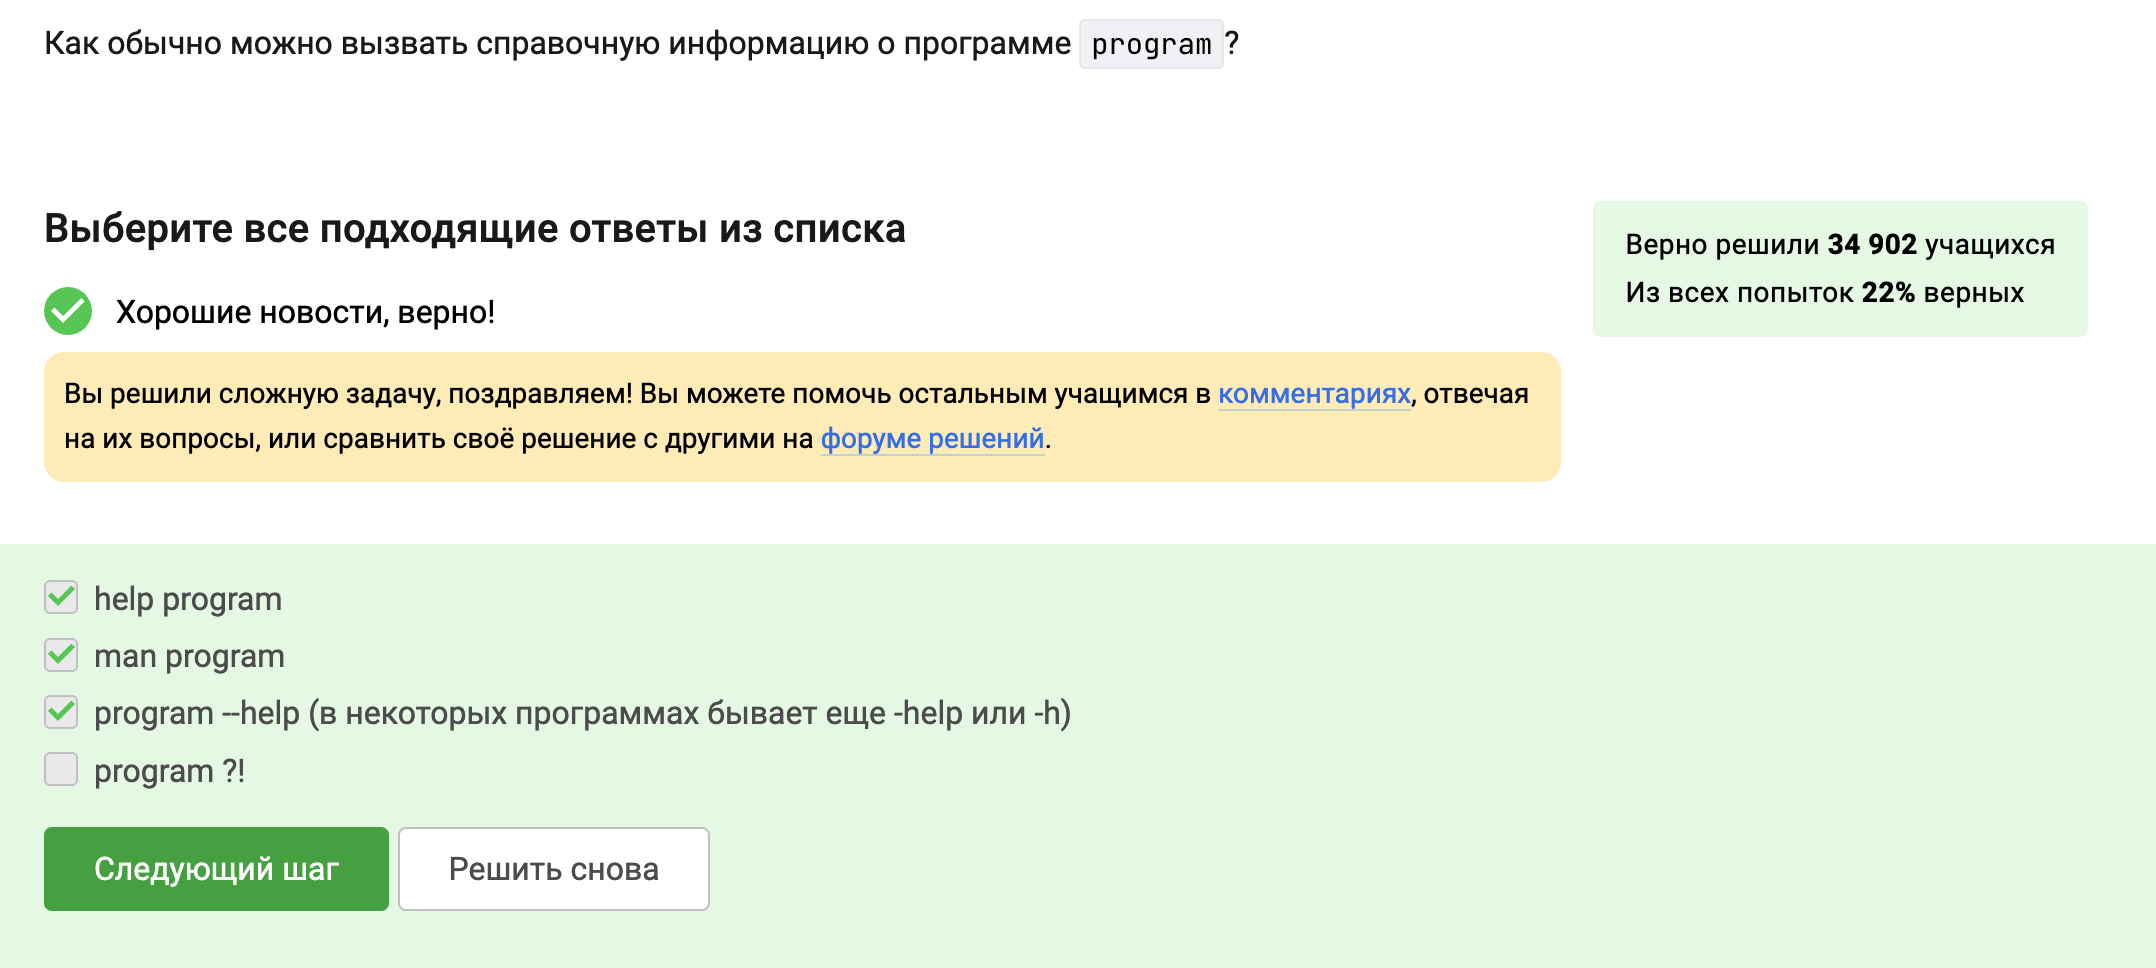 Как обычно можно вызвать справочную информацию о программе program?
Выберите все подходящие ответы из списка
Верно решили 34 902 учащихся
Из всех попыток 22% верных
Хорошие новости, верно!
Вы решили сложную задачу, поздравляем! Вы можете помочь остальным учащимся в комментариях, отвечая
на их вопросы, или сравнить своё решение с другими на форуме решений.
help program
man program
program --help (в некоторых программах бывает еще -help или -h)
program ?!
Следующий шаг
Решить снова